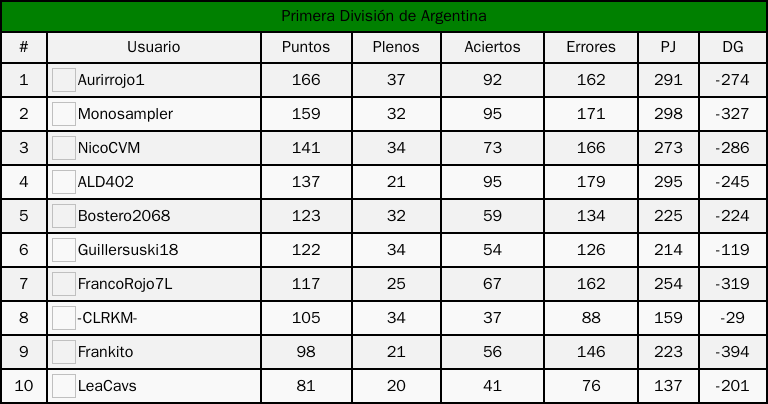 Primera División de Argentina
# Usuario Puntos Plenos Aciertos Errores PJ DG
1 Aurirrojo1 166 37 92 162 291 -274
2 Monosampler 159 32 95 171 298 -327
3 NicoCVM 141 34 73 166 273 -286
4 ALD402 137 21 95 179 295 -245
5 Bostero2068 123 32 59 134 225 -224
6 Guillersuski18 122 34 54 126 214 -119
7 FrancoRojo7L 117 25 67 162 254 -319
8 -CLRKM- 105 34 37 88 159 -29
9 Frankito 98 21 56 146 223 -394
10 LeaCavs 81 20 41 76 137 -201